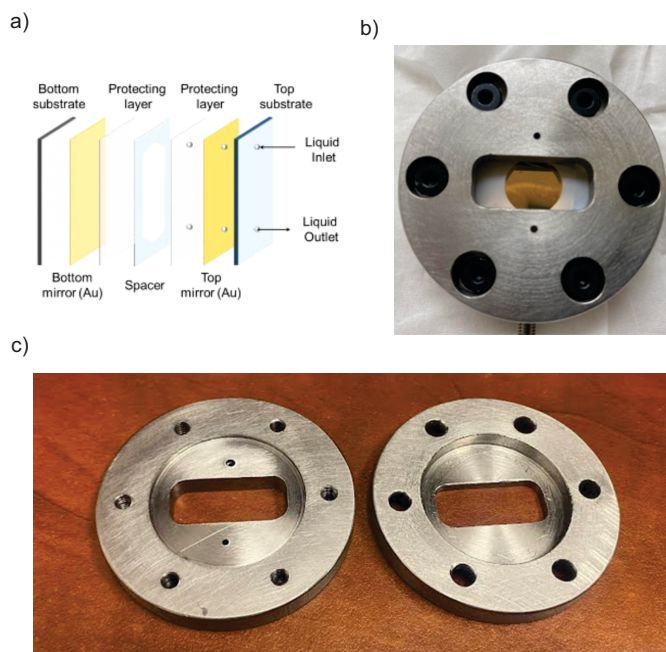 a)
b)
Bottom
substrate
Protecting
layer
Protecting
layer
Top
substrate
Liquid
Inlet
Liquid
Outlet
Bottom
mirror (Au)
Spacer
Top
mirror (Au)
c)